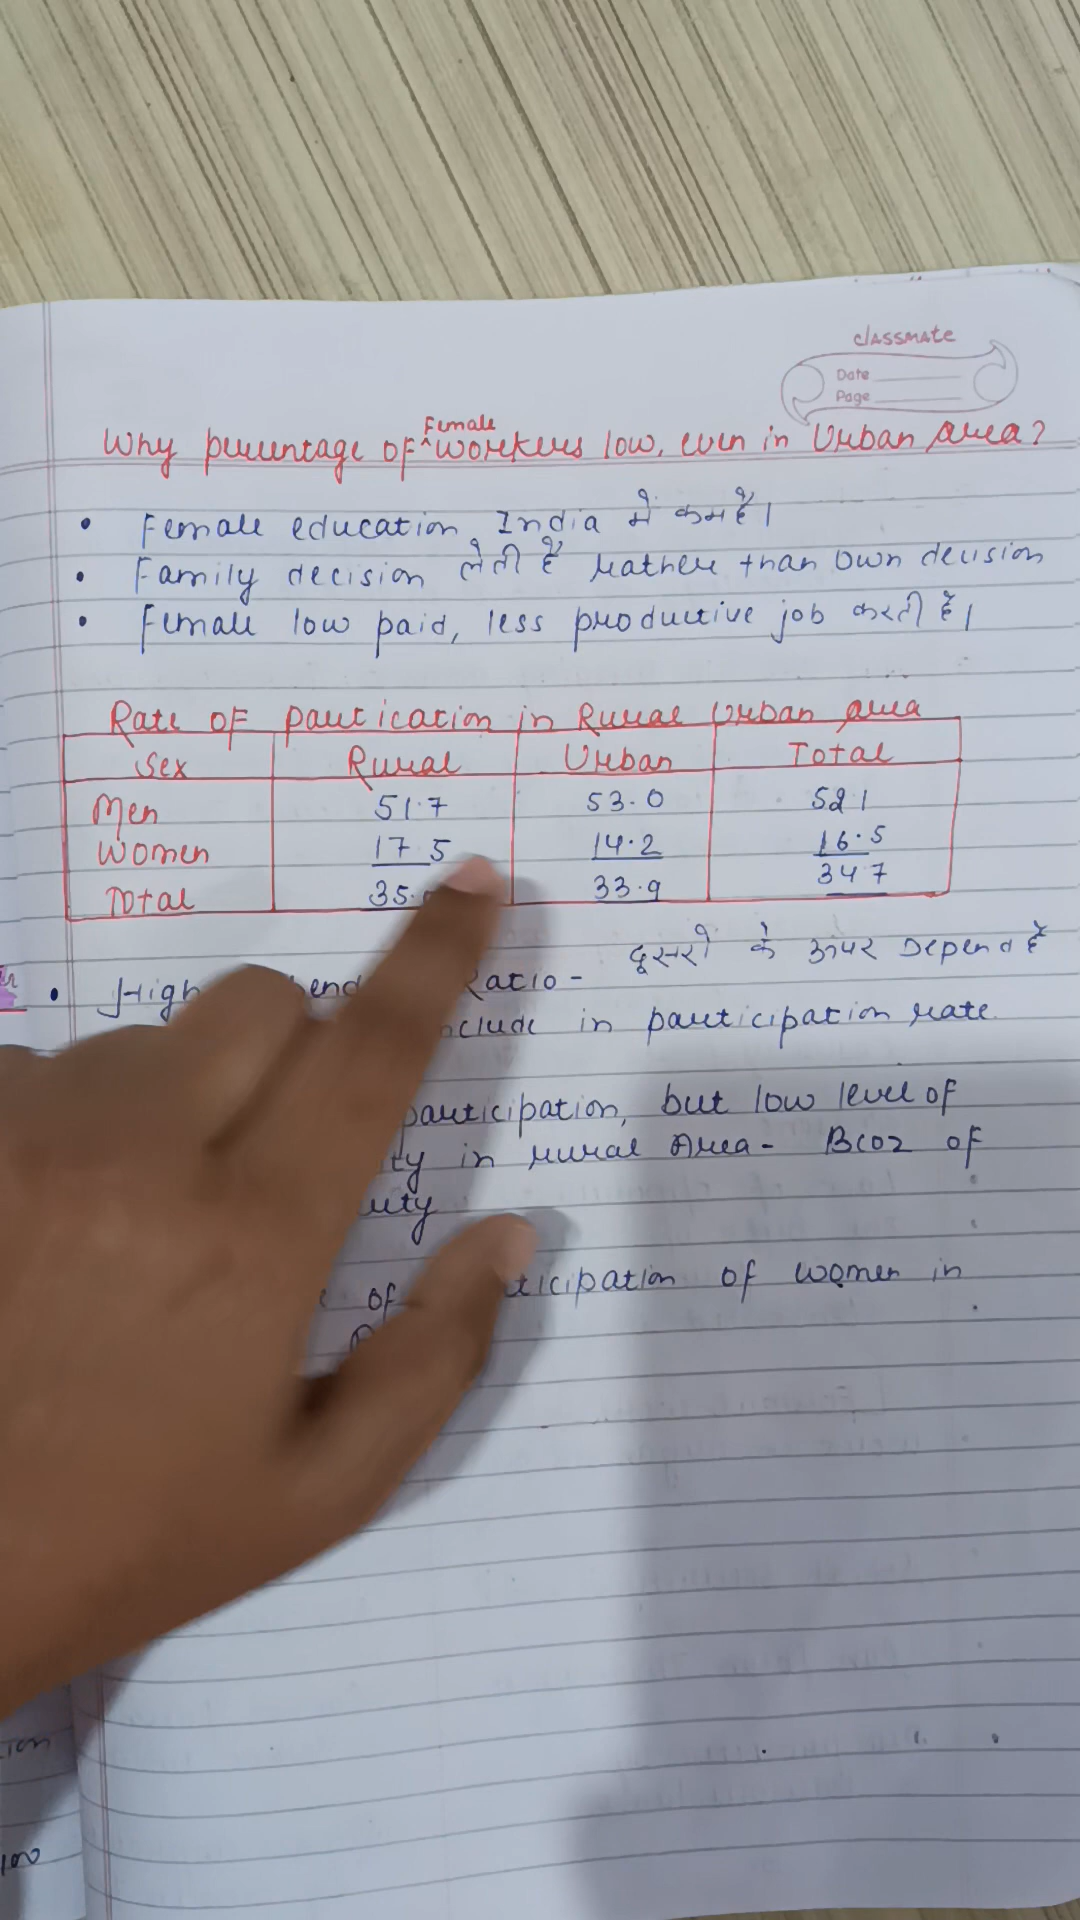 classmate
Date
Page
Why percentage of Female workers low, even in Urban Area?
• Female education India में कम है।
• Family decision लेती है rather than own decision
• Female low paid, less productive job करती है।
Rate of partication in Rural Urban area
Sex Rural Urban Total
Men 51.7 53.0 52.1
Women 17.5 14.2 16.5
Total 35. 33.9 34.7
• High Ratio - दूसरो के ऊपर Depend है
in participation rate.
participation, but low level of
in rural Area - BCOZ of
of women in
100